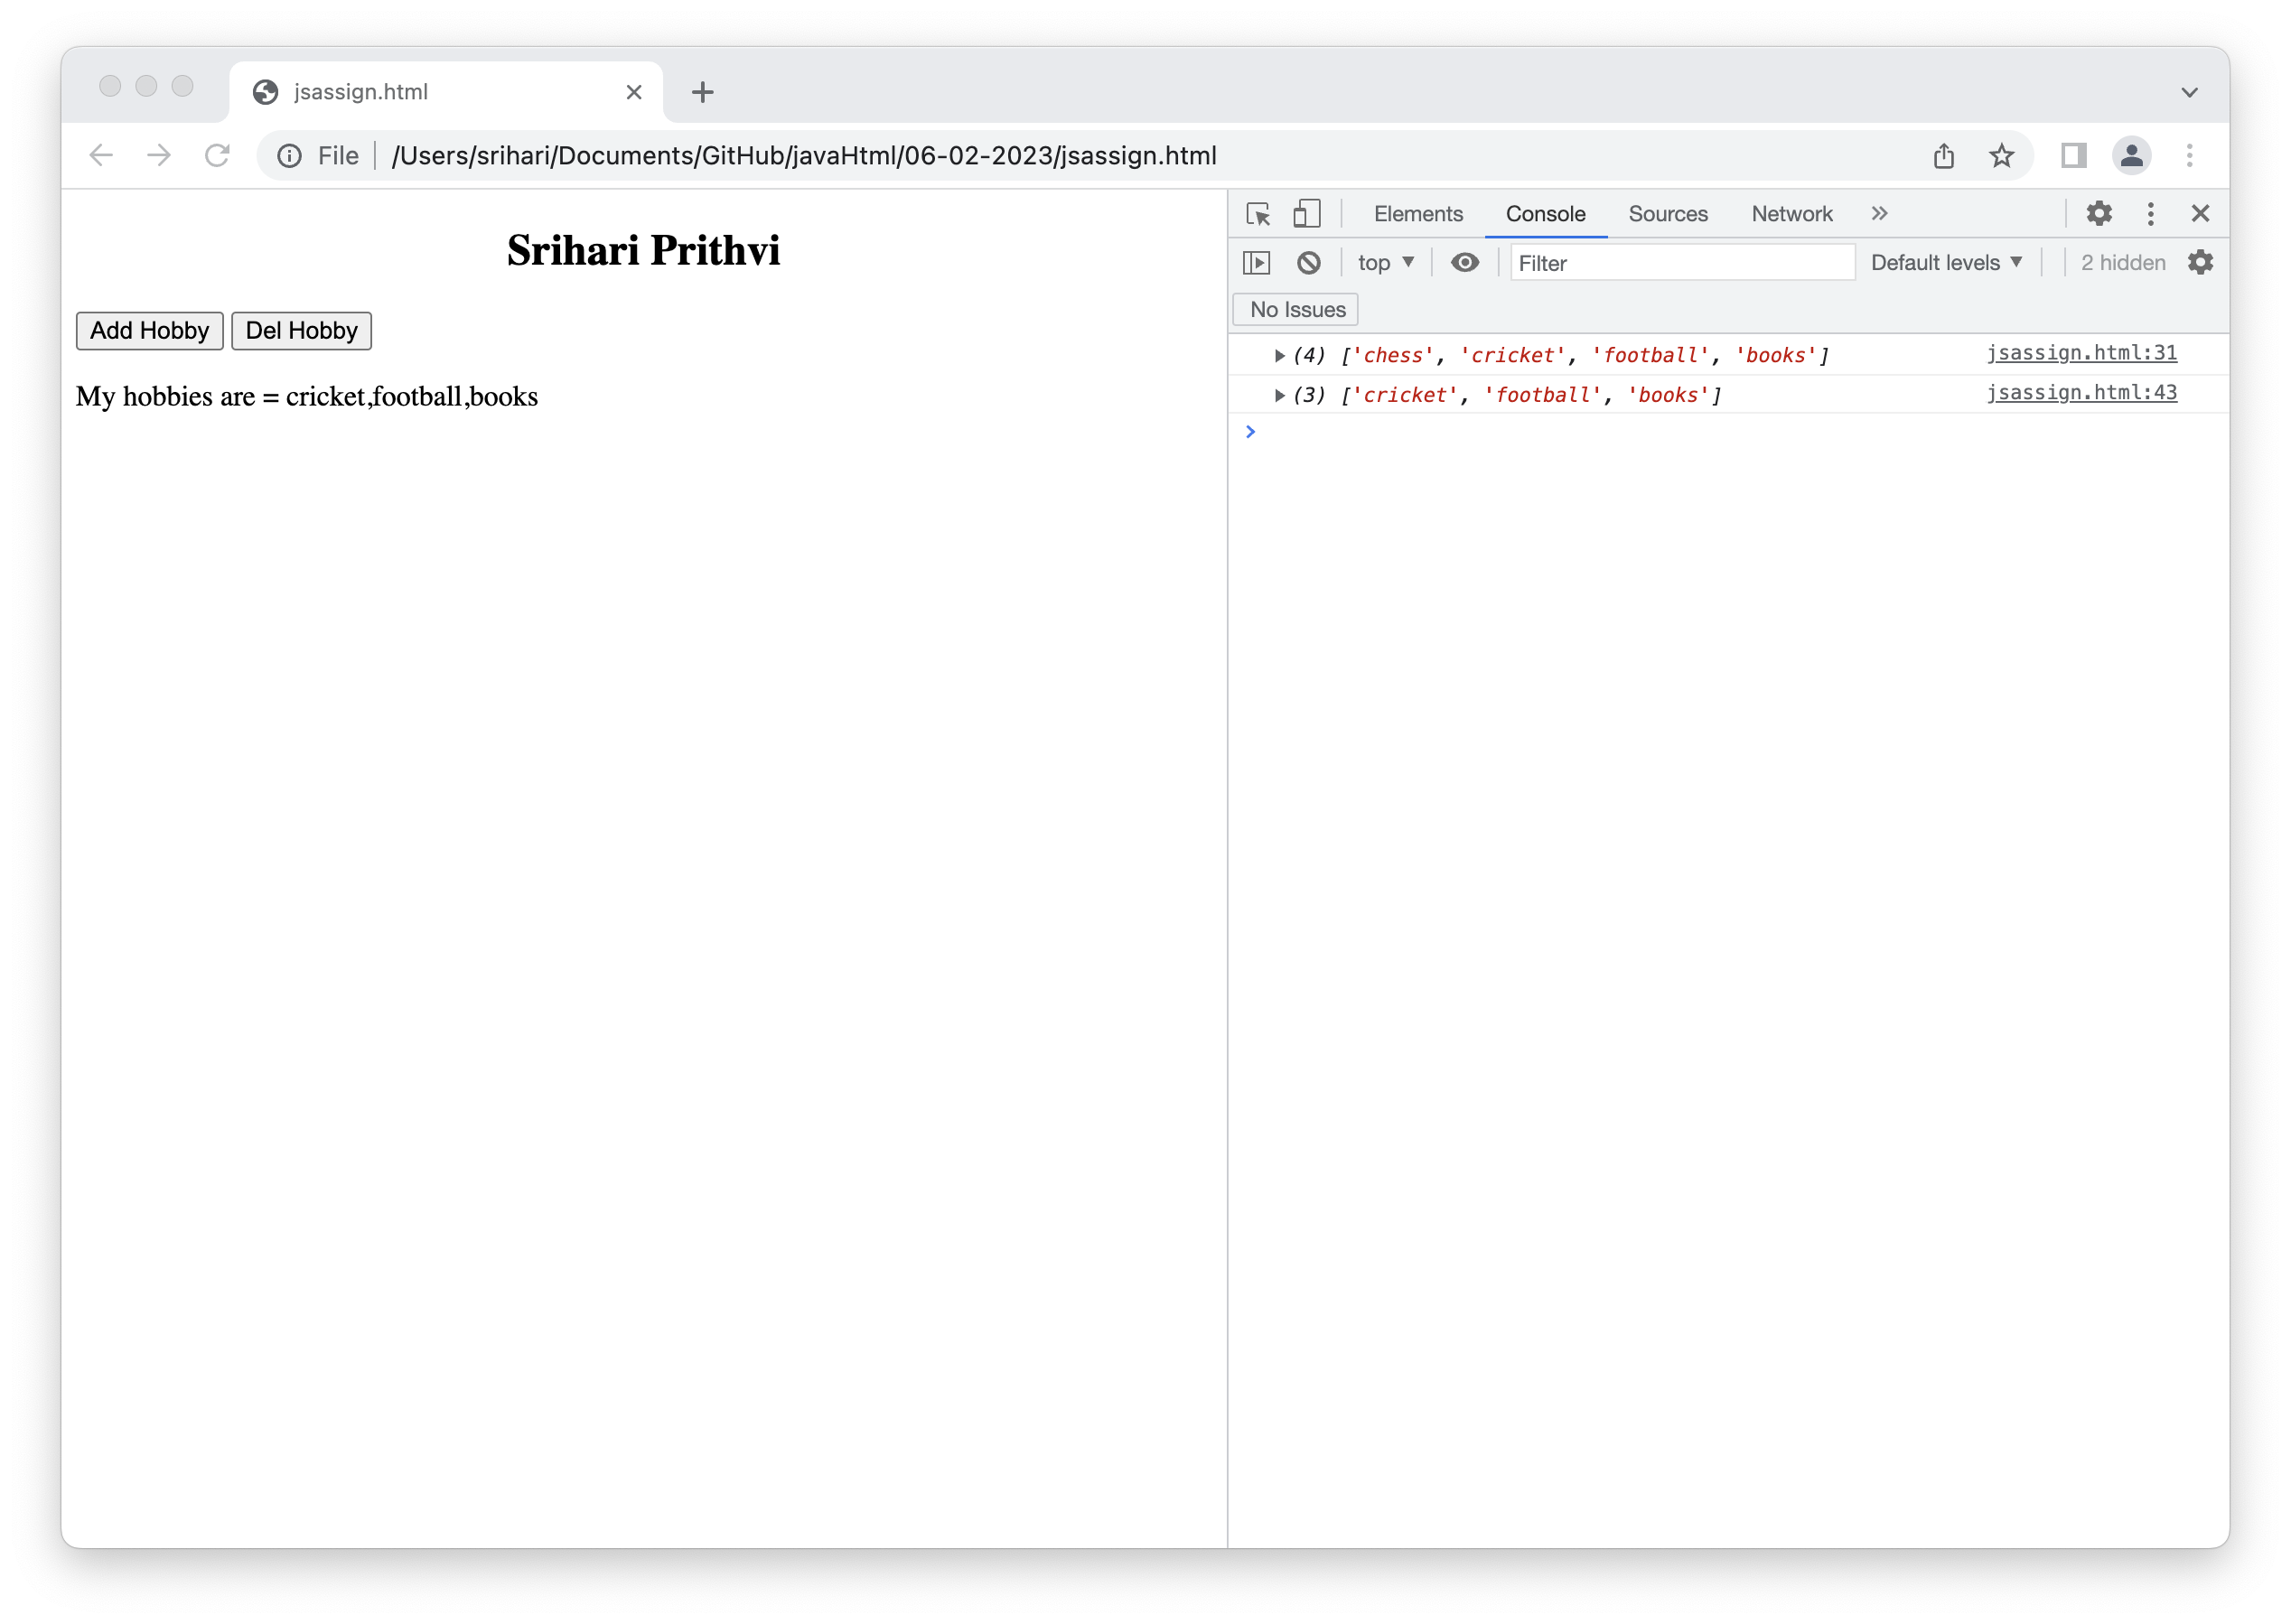 jsassign.html
File /Users/srihari/Documents/GitHub/javaHtml/06-02-2023/jsassign.html
Srihari Prithvi
Add Hobby Del Hobby
My hobbies are = cricket,football,books
Elements Console Sources Network
top Filter Default levels 2 hidden
No Issues
(4) ['chess', 'cricket', 'football', 'books'] jsassign.html:31
(3) ['cricket', 'football', 'books'] jsassign.html:43